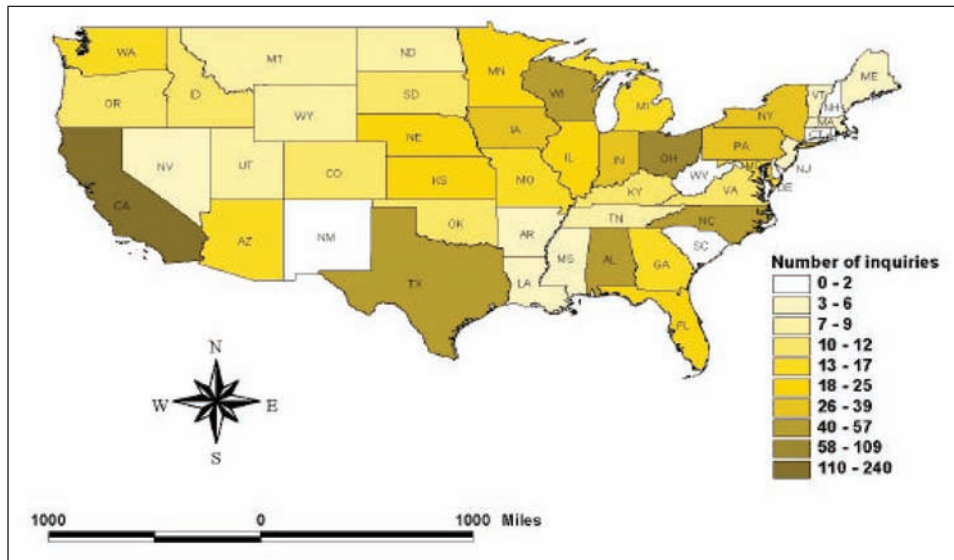 WA
MT
ND
MN
ME
OR
ID
SD
WI
MI
VT
NH
NY
MA
CT
WY
NE
IA
PA
NJ
NV
UT
CO
KS
MO
IL
IN
OH
WV
VA
DE
CA
KY
AZ
NM
OK
AR
TN
NC
SC
TX
LA
MS
AL
GA
FL
Number of inquiries
0 - 2
3 - 6
7 - 9
10 - 12
13 - 17
18 - 25
26 - 39
40 - 57
58 - 109
110 - 240
N
W
E
S
1000
0
1000 Miles